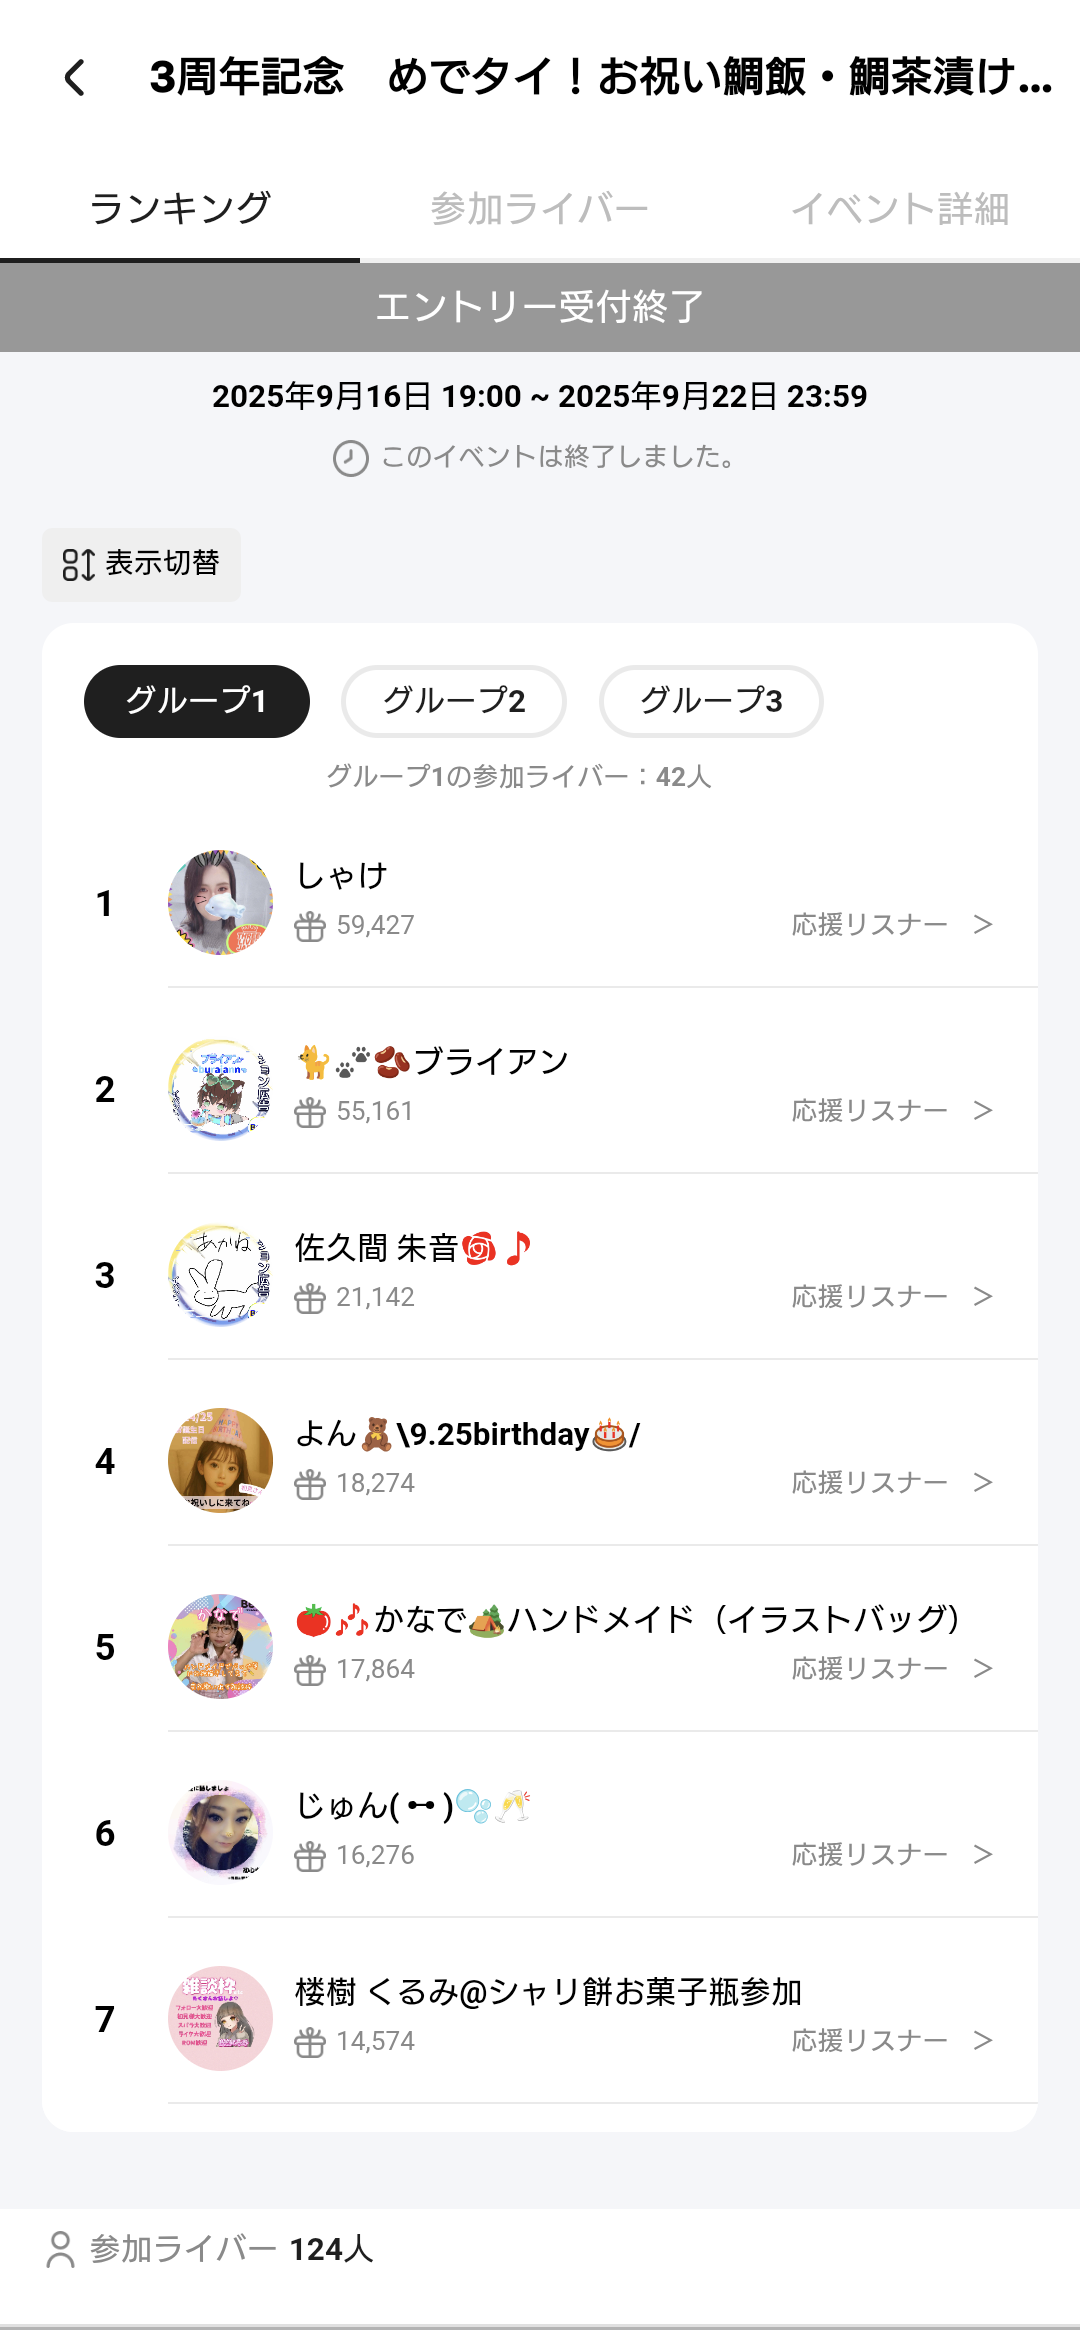 3周年記念　めでタイ！お祝い鯛飯・鯛茶漬け...
ランキング
参加ライバー
イベント詳細
エントリー受付終了
2025年9月16日 19:00 ~ 2025年9月22日 23:59
このイベントは終了しました。
表示切替
グループ1
グループ2
グループ3
グループ1の参加ライバー：42人
1
しゃけ
59,427
応援リスナー ＞
2
🐈🐾🫘ブライアン
55,161
応援リスナー ＞
3
佐久間 朱音🌹🎵
21,142
応援リスナー ＞
4
よん🧸\9.25birthday🎂/
18,274
応援リスナー ＞
5
🍅🎶かなで🏕ハンドメイド（イラストバッグ）
17,864
応援リスナー ＞
6
じゅん( •• )🫧🥂
16,276
応援リスナー ＞
7
楼樹 くるみ@シャリ餅お菓子瓶参加
14,574
応援リスナー ＞
参加ライバー 124人